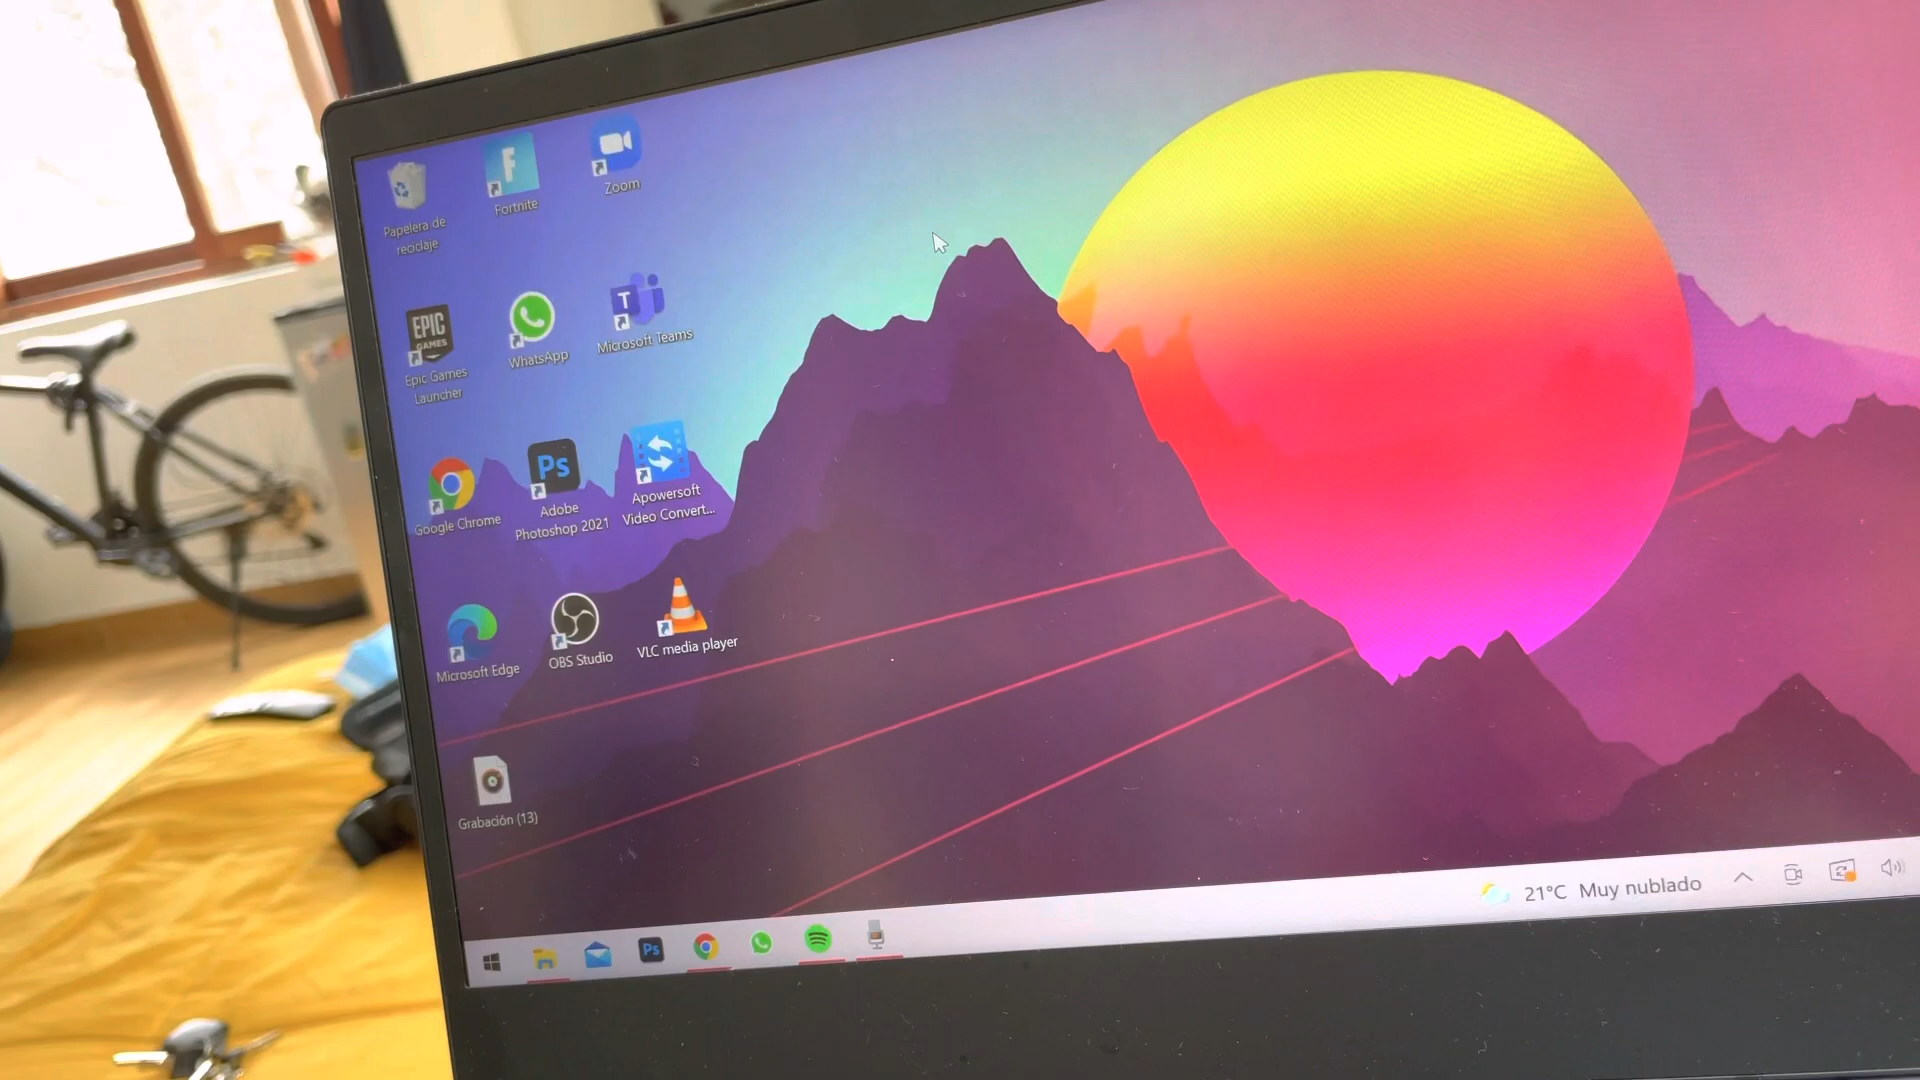 Papelera de
reciclaje
F
Fortnite
Zoom
EPIC
GAMES
Epic Games
Launcher
WhatsApp
T
Microsoft Teams
Google Chrome
Ps
Adobe
Photoshop 2021
Apowersoft
Video Convert...
Microsoft Edge
OBS Studio
VLC media player
Grabación (13)
Ps
21°C Muy nublado